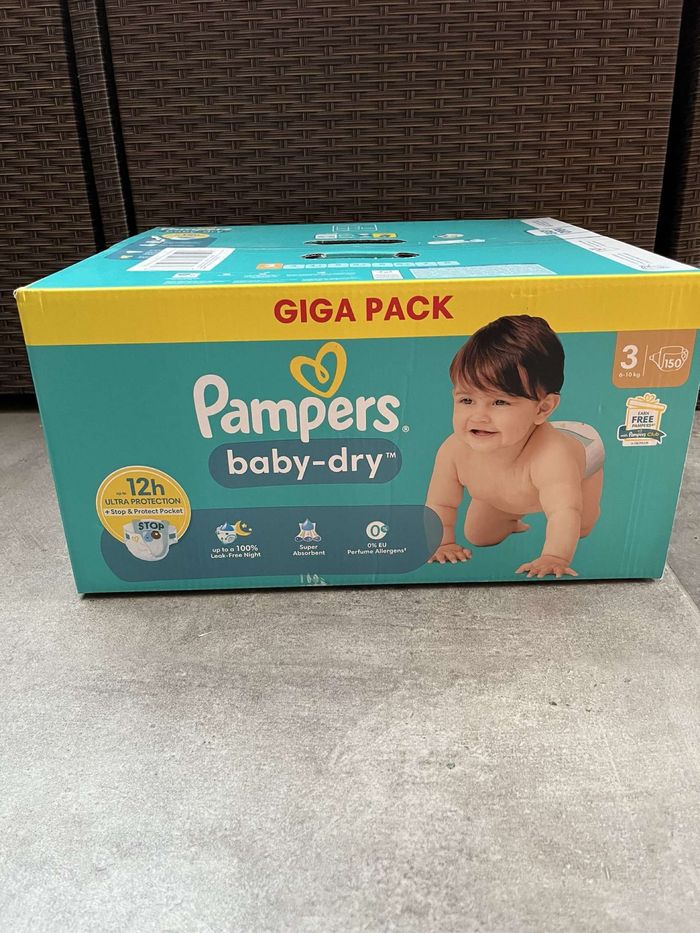 GIGA PACK
Pampers®
baby-dry™
3
6-10 kg
150
EARN
FREE
PAMPERS
with Pampers Club
up to 12h
ULTRA PROTECTION
+ Stop & Protect Pocket
STOP
up to a 100%
Leak-Free Night
Super
Absorbent
0%
0% EU
Perfume Allergens